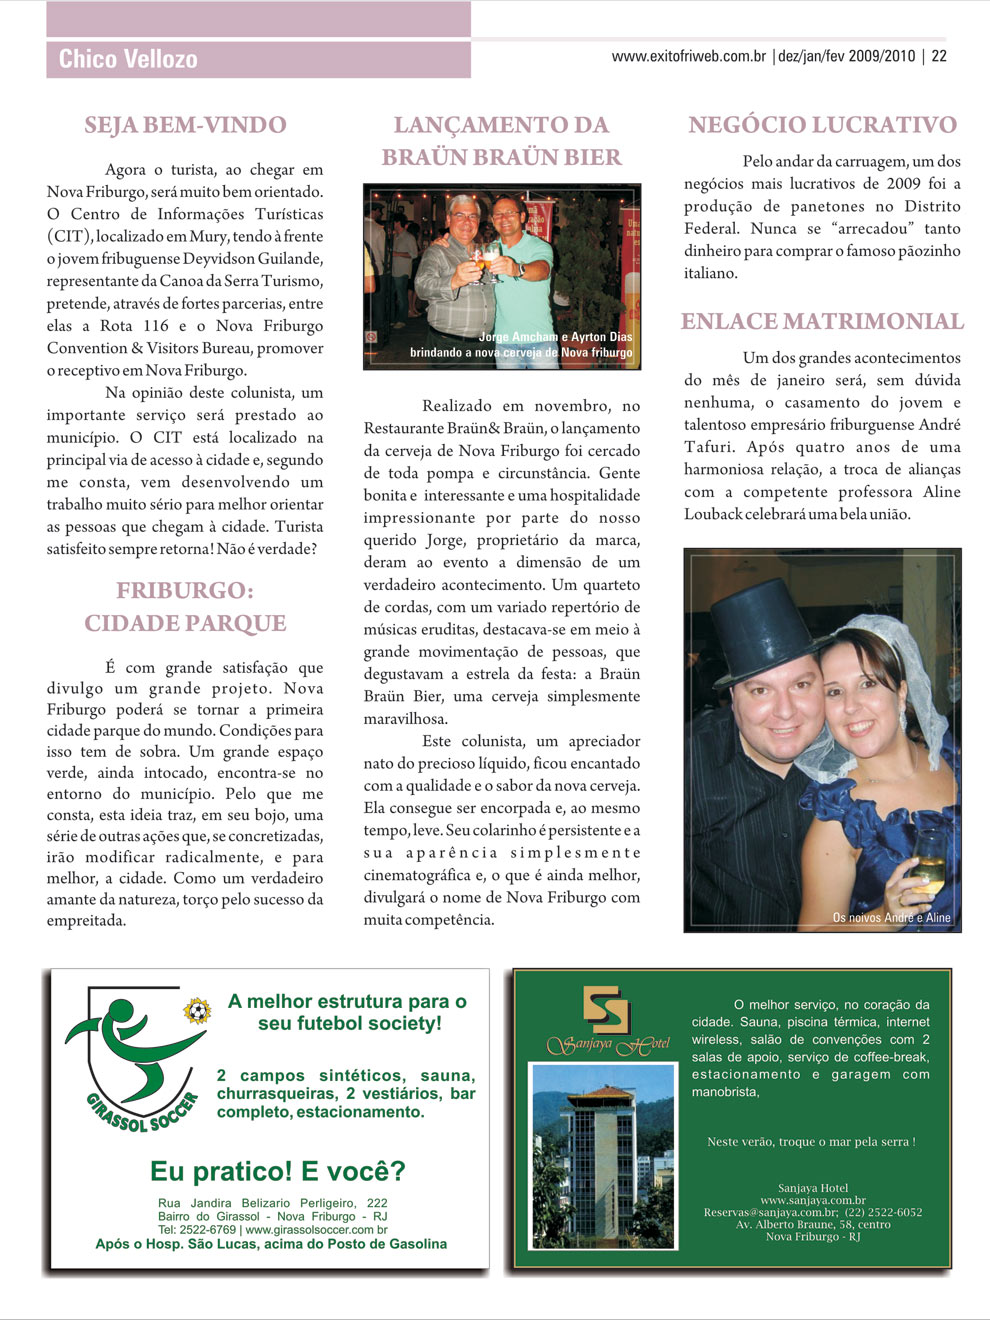 Chico Vellozo
www.exitofriweb.com.br |dez/jan/fev 2009/2010 | 22
SEJA BEM-VINDO
Agora o turista, ao chegar em
Nova Friburgo, será muito bem orientado.
O Centro de Informações Turísticas
(CIT), localizado em Mury, tendo à frente
o jovem fribuguense Deyvidson Guilande,
representante da Canoa da Serra Turismo,
pretende, através de fortes parcerias, entre
elas a Rota 116 e o Nova Friburgo
Convention & Visitors Bureau, promover
o receptivo em Nova Friburgo.
Na opinião deste colunista, um
importante serviço será prestado ao
município. O CIT está localizado na
principal via de acesso à cidade e, segundo
me consta, vem desenvolvendo um
trabalho muito sério para melhor orientar
as pessoas que chegam à cidade. Turista
satisfeito sempre retorna! Não é verdade?
FRIBURGO:
CIDADE PARQUE
É com grande satisfação que
divulgo um grande projeto. Nova
Friburgo poderá se tornar a primeira
cidade parque do mundo. Condições para
isso tem de sobra. Um grande espaço
verde, ainda intocado, encontra-se no
entorno do município. Pelo que me
consta, esta ideia traz, em seu bojo, uma
série de outras ações que, se concretizadas,
irão modificar radicalmente, e para
melhor, a cidade. Como um verdadeiro
amante da natureza, torço pelo sucesso da
empreitada.
LANÇAMENTO DA
BRAÜN BRAÜN BIER
Jorge Amcham e Ayrton Dias
brindando a nova cerveja de Nova friburgo
Realizado em novembro, no
Restaurante Braün& Braün, o lançamento
da cerveja de Nova Friburgo foi cercado
de toda pompa e circunstância. Gente
bonita e interessante e uma hospitalidade
impressionante por parte do nosso
querido Jorge, proprietário da marca,
deram ao evento a dimensão de um
verdadeiro acontecimento. Um quarteto
de cordas, com um variado repertório de
músicas eruditas, destacava-se em meio à
grande movimentação de pessoas, que
degustavam a estrela da festa: a Braün
Braün Bier, uma cerveja simplesmente
maravilhosa.
Este colunista, um apreciador
nato do precioso líquido, ficou encantado
com a qualidade e o sabor da nova cerveja.
Ela consegue ser encorpada e, ao mesmo
tempo, leve. Seu colarinho é persistente e a
sua aparência simplesmente
cinematográfica e, o que é ainda melhor,
divulgará o nome de Nova Friburgo com
muita competência.
NEGÓCIO LUCRATIVO
Pelo andar da carruagem, um dos
negócios mais lucrativos de 2009 foi a
produção de panetones no Distrito
Federal. Nunca se “arrecadou” tanto
dinheiro para comprar o famoso pãozinho
italiano.
ENLACE MATRIMONIAL
Um dos grandes acontecimentos
do mês de janeiro será, sem dúvida
nenhuma, o casamento do jovem e
talentoso empresário friburguense André
Tafuri. Após quatro anos de uma
harmoniosa relação, a troca de alianças
com a competente professora Aline
Louback celebrará uma bela união.
Os noivos André e Aline
GIRASSOL SOCCER
A melhor estrutura para o
seu futebol society!
2 campos sintéticos, sauna,
churrasqueiras, 2 vestiários, bar
completo, estacionamento.
Eu pratico! E você?
Rua Jandira Belizario Perligeiro, 222
Bairro do Girassol - Nova Friburgo - RJ
Tel: 2522-6769 | www.girassolsoccer.com br
Após o Hosp. São Lucas, acima do Posto de Gasolina
Sanjaya Hotel
O melhor serviço, no coração da
cidade. Sauna, piscina térmica, internet
wireless, salão de convenções com 2
salas de apoio, serviço de coffee-break,
estacionamento e garagem com
manobrista,
Neste verão, troque o mar pela serra !
Sanjaya Hotel
www.sanjaya.com.br
Reservas@sanjaya.com.br; (22) 2522-6052
Av. Alberto Braune, 58, centro
Nova Friburgo - RJ